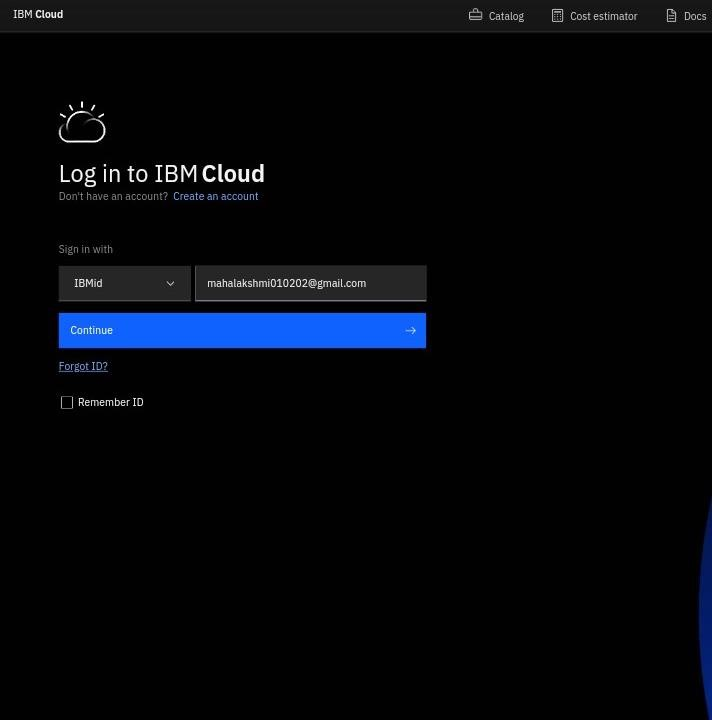 IBM Cloud
Catalog
Cost estimator
Docs
Log in to IBM Cloud
Don't have an account? Create an account
Sign in with
IBMid
mahalakshmi010202@gmail.com
Continue
Forgot ID?
Remember ID